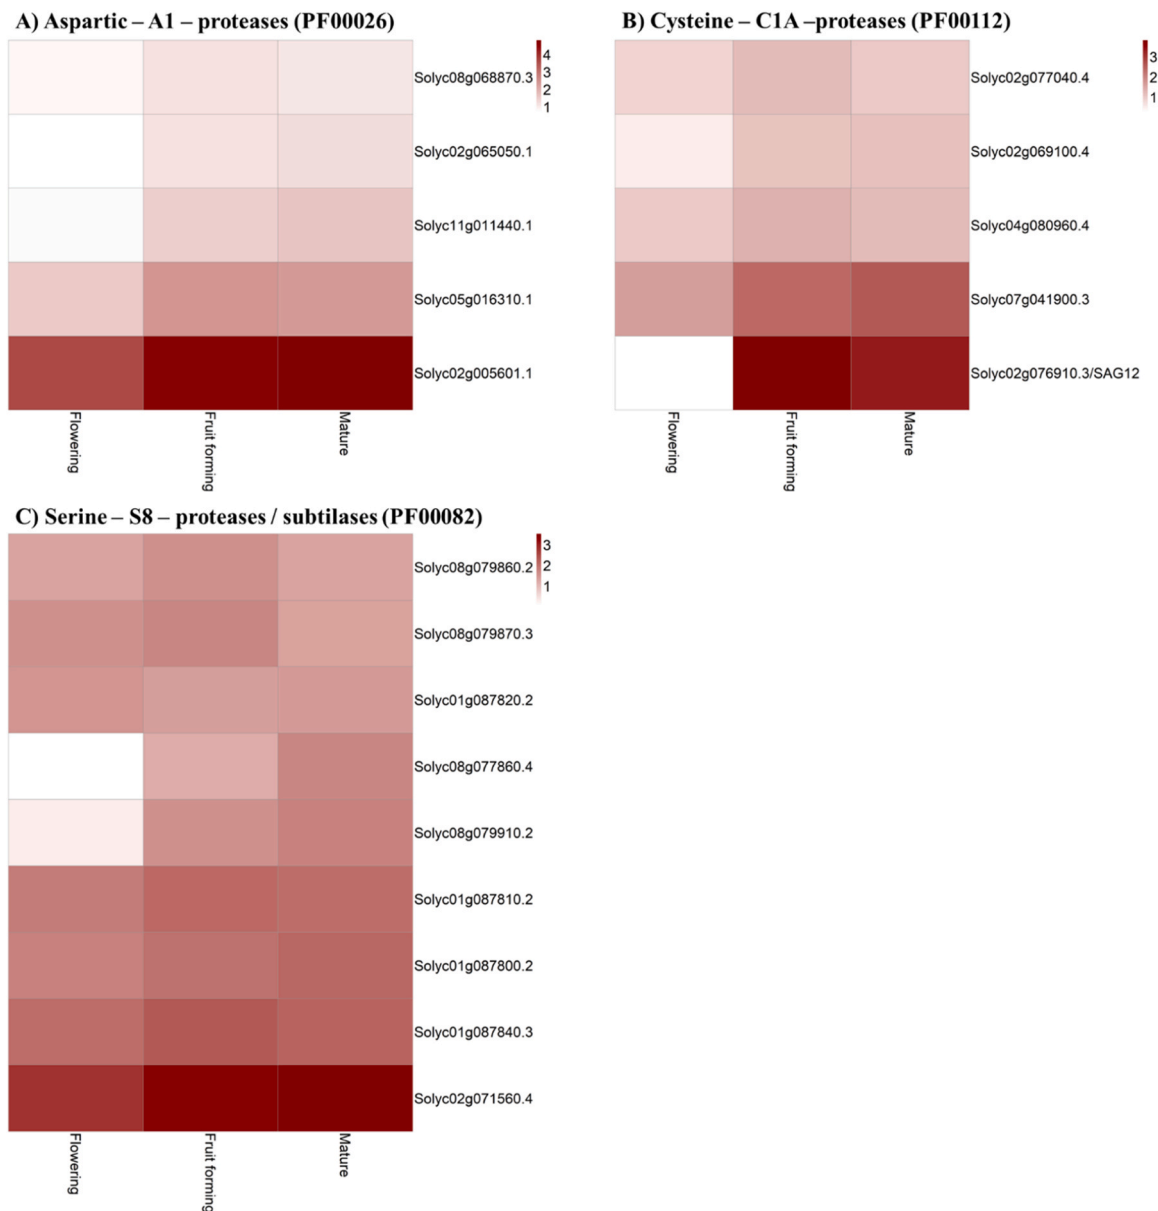 A) Aspartic – A1 – proteases (PF00026)
4
3
2
1
Solyc08g068870.3
Solyc02g065050.1
Solyc11g011440.1
Solyc05g016310.1
Solyc02g005601.1
Flowering
Fruit forming
Mature
B) Cysteine – C1A –proteases (PF00112)
3
2
1
Solyc02g077040.4
Solyc02g069100.4
Solyc04g080960.4
Solyc07g041900.3
Solyc02g076910.3/SAG12
Flowering
Fruit forming
Mature
C) Serine – S8 – proteases / subtilases (PF00082)
3
2
1
Solyc08g079860.2
Solyc08g079870.3
Solyc01g087820.2
Solyc08g077860.4
Solyc08g079910.2
Solyc01g087810.2
Solyc01g087800.2
Solyc01g087840.3
Solyc02g071560.4
Flowering
Fruit forming
Mature